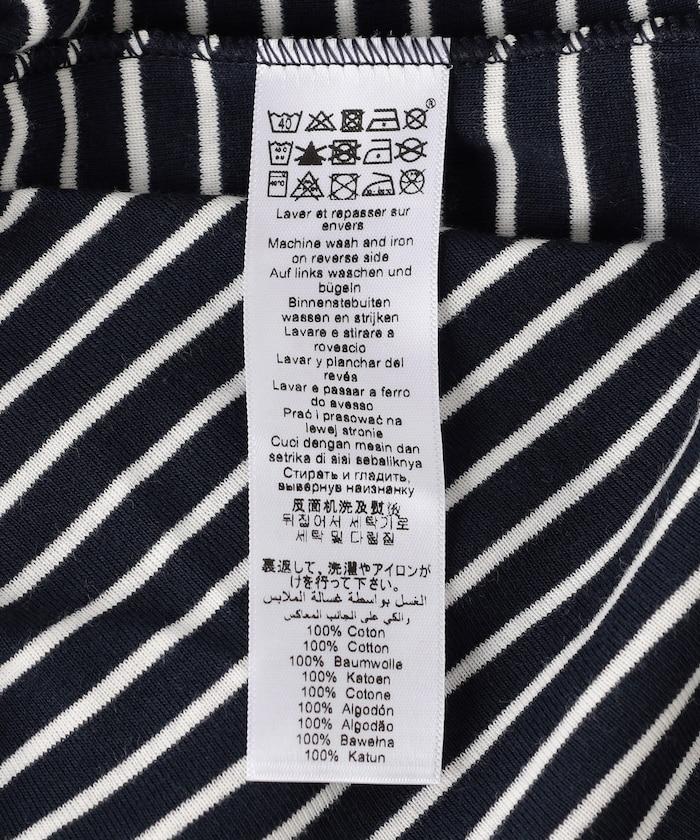 40
®
40
40°C
Laver et repasser sur
envers
Machine wash and iron
on reverse side
Auf links waschen und
bügeln
Binnenstebuiten
wassen en strijken
Lavare e stirare a
rovescio
Lavar y planchar del
revés
Lavar e passar a ferro
do avesso
Prać i prasować na
lewej stronie
Cuci dengan mesin dan
setrika di sisi sebaliknya
Стирать и гладить,
вывернув наизнанку
反面机洗及熨烫
뒤집어서 세탁기로
세탁 및 다림질
裏返して、洗濯やアイロンが
けを行って下さい。
الغسل بواسطة غسالة الملابس
والكي على الجانب المعاكس
100% Coton
100% Cotton
100% Baumwolle
100% Katoen
100% Cotone
100% Algodón
100% Algodão
100% Bawełna
100% Katun